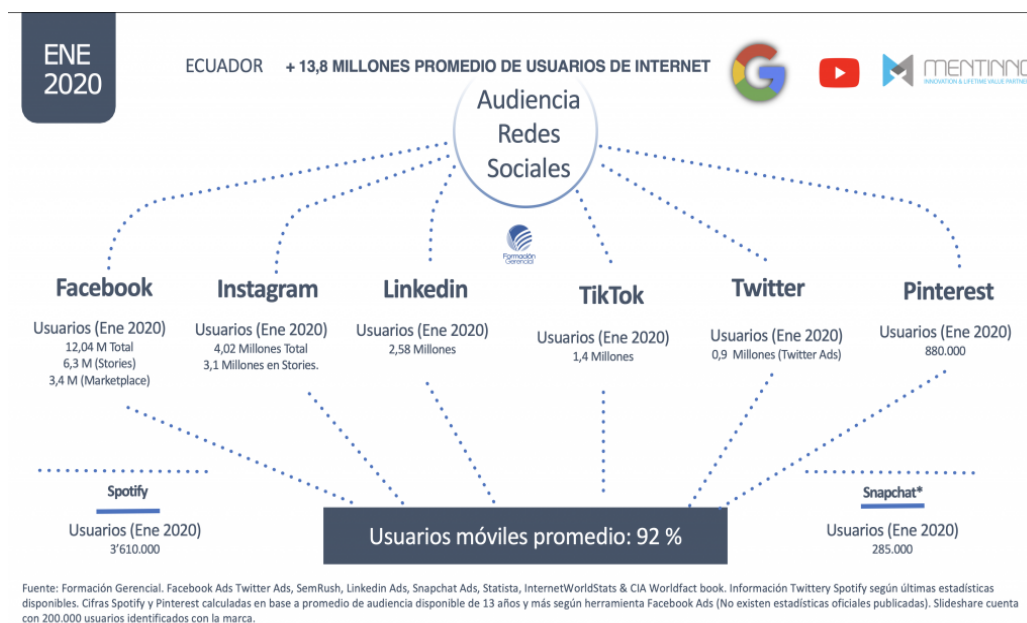 ENE
2020
ECUADOR + 13,8 MILLONES PROMEDIO DE USUARIOS DE INTERNET
MENTINNO
INNOVATION & LIFETIME VALUE PARTNERS
Audiencia
Redes
Sociales
Formación
Gerencial
Facebook
Usuarios (Ene 2020)
12,04 M Total
6,3 M (Stories)
3,4 M (Marketplace)
Instagram
Usuarios (Ene 2020)
4,02 Millones Total
3,1 Millones en Stories.
Linkedin
Usuarios (Ene 2020)
2,58 Millones
TikTok
Usuarios (Ene 2020)
1,4 Millones
Twitter
Usuarios (Ene 2020)
0,9 Millones (Twitter Ads)
Pinterest
Usuarios (Ene 2020)
880.000
Spotify
Usuarios (Ene 2020)
3'610.000
Usuarios móviles promedio: 92 %
Snapchat*
Usuarios (Ene 2020)
285.000
Fuente: Formación Gerencial. Facebook Ads Twitter Ads, SemRush, Linkedin Ads, Snapchat Ads, Statista, InternetWorldStats & CIA Worldfact book. Información Twittery Spotify según últimas estadísticas
disponibles. Cifras Spotify y Pinterest calculadas en base a promedio de audiencia disponible de 13 años y más según herramienta Facebook Ads (No existen estadísticas oficiales publicadas). Slideshare cuenta
con 200.000 usuarios identificados con la marca.